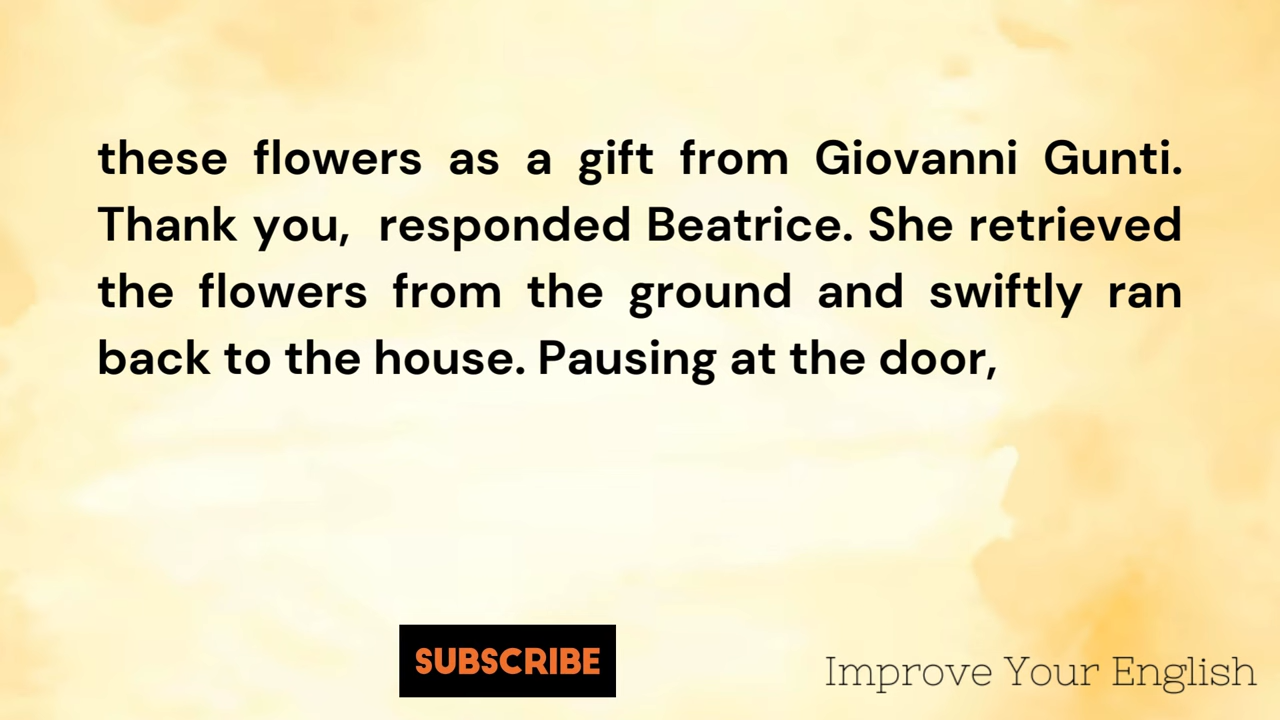 these flowers as a gift from Giovanni Gunti.
Thank you, responded Beatrice. She retrieved
the flowers from the ground and swiftly ran
back to the house. Pausing at the door,
SUBSCRIBE
Improve Your English